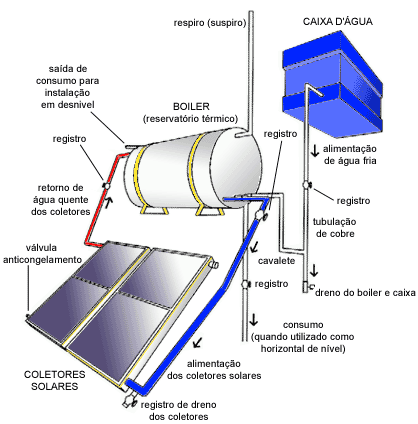 respiro (suspiro)
CAIXA D'ÁGUA
saída de
consumo para
instalação
em desnivel
BOILER
(reservatório térmico)
registro
registro
alimentação
de água fria
retorno de
água quente
dos coletores
registro
tubulação
de cobre
válvula
anticongelamento
cavalete
registro
dreno do boiler e caixa
consumo
(quando utilizado como
horizontal de nível)
alimentação
dos coletores solares
COLETORES
SOLARES
registro de dreno
dos coletores